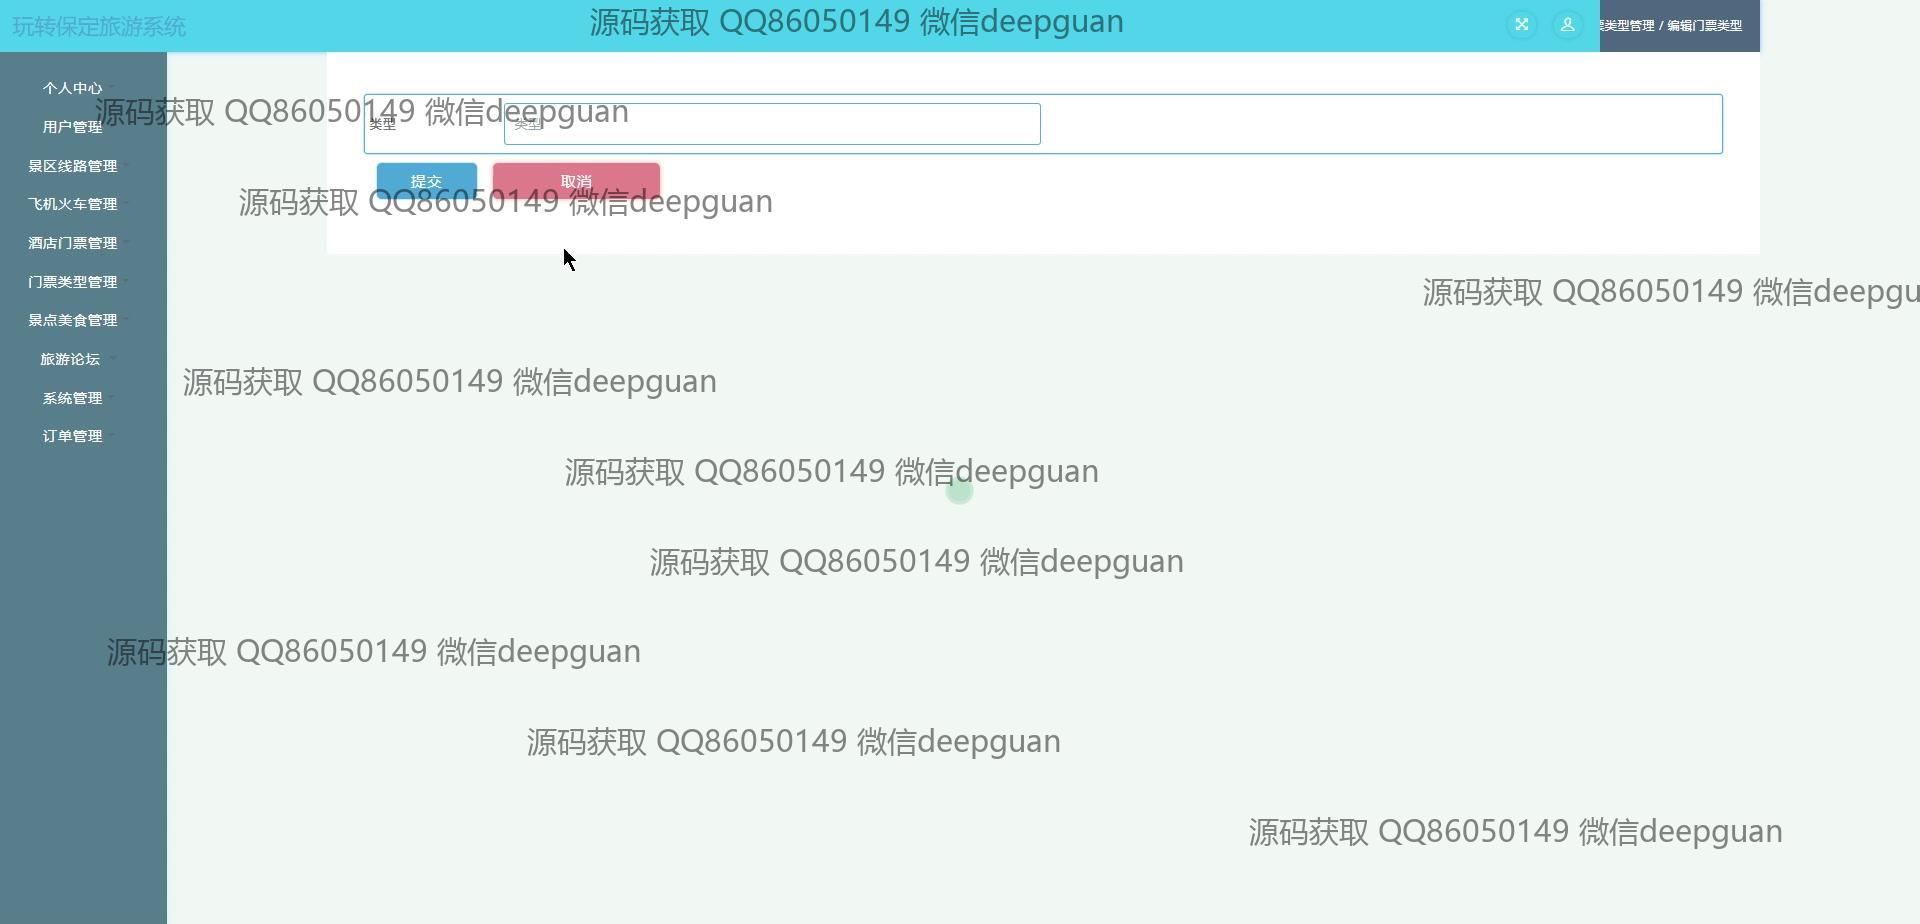 玩转保定旅游系统
源码获取 QQ86050149 微信deepguan
票类型管理 / 编辑门票类型
个人中心
源码获取 QQ86050149 微信deepguan
类型
类型
用户管理
景区线路管理
提交
取消
源码获取 QQ86050149 微信deepguan
飞机火车管理
酒店门票管理
门票类型管理
源码获取 QQ86050149 微信deepgu
景点美食管理
旅游论坛
源码获取 QQ86050149 微信deepguan
系统管理
订单管理
源码获取 QQ86050149 微信deepguan
源码获取 QQ86050149 微信deepguan
源码获取 QQ86050149 微信deepguan
源码获取 QQ86050149 微信deepguan
源码获取 QQ86050149 微信deepguan